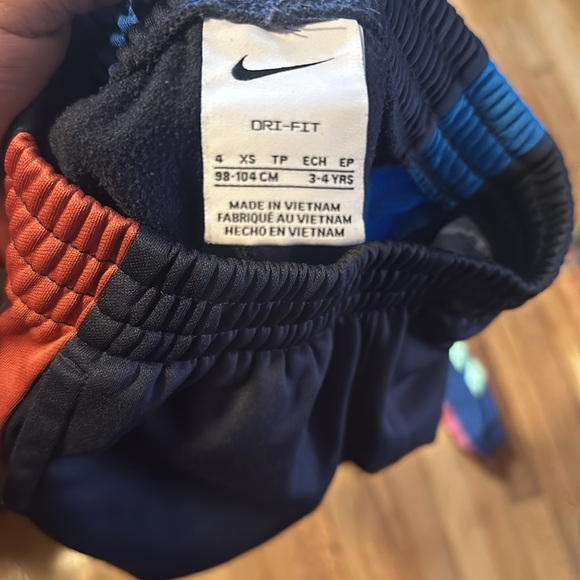 DRI-FIT
4 XS TP ECH EP
98-104 CM 3-4 YRS
MADE IN VIETNAM
FABRIQUÉ AU VIETNAM
HECHO EN VIETNAM